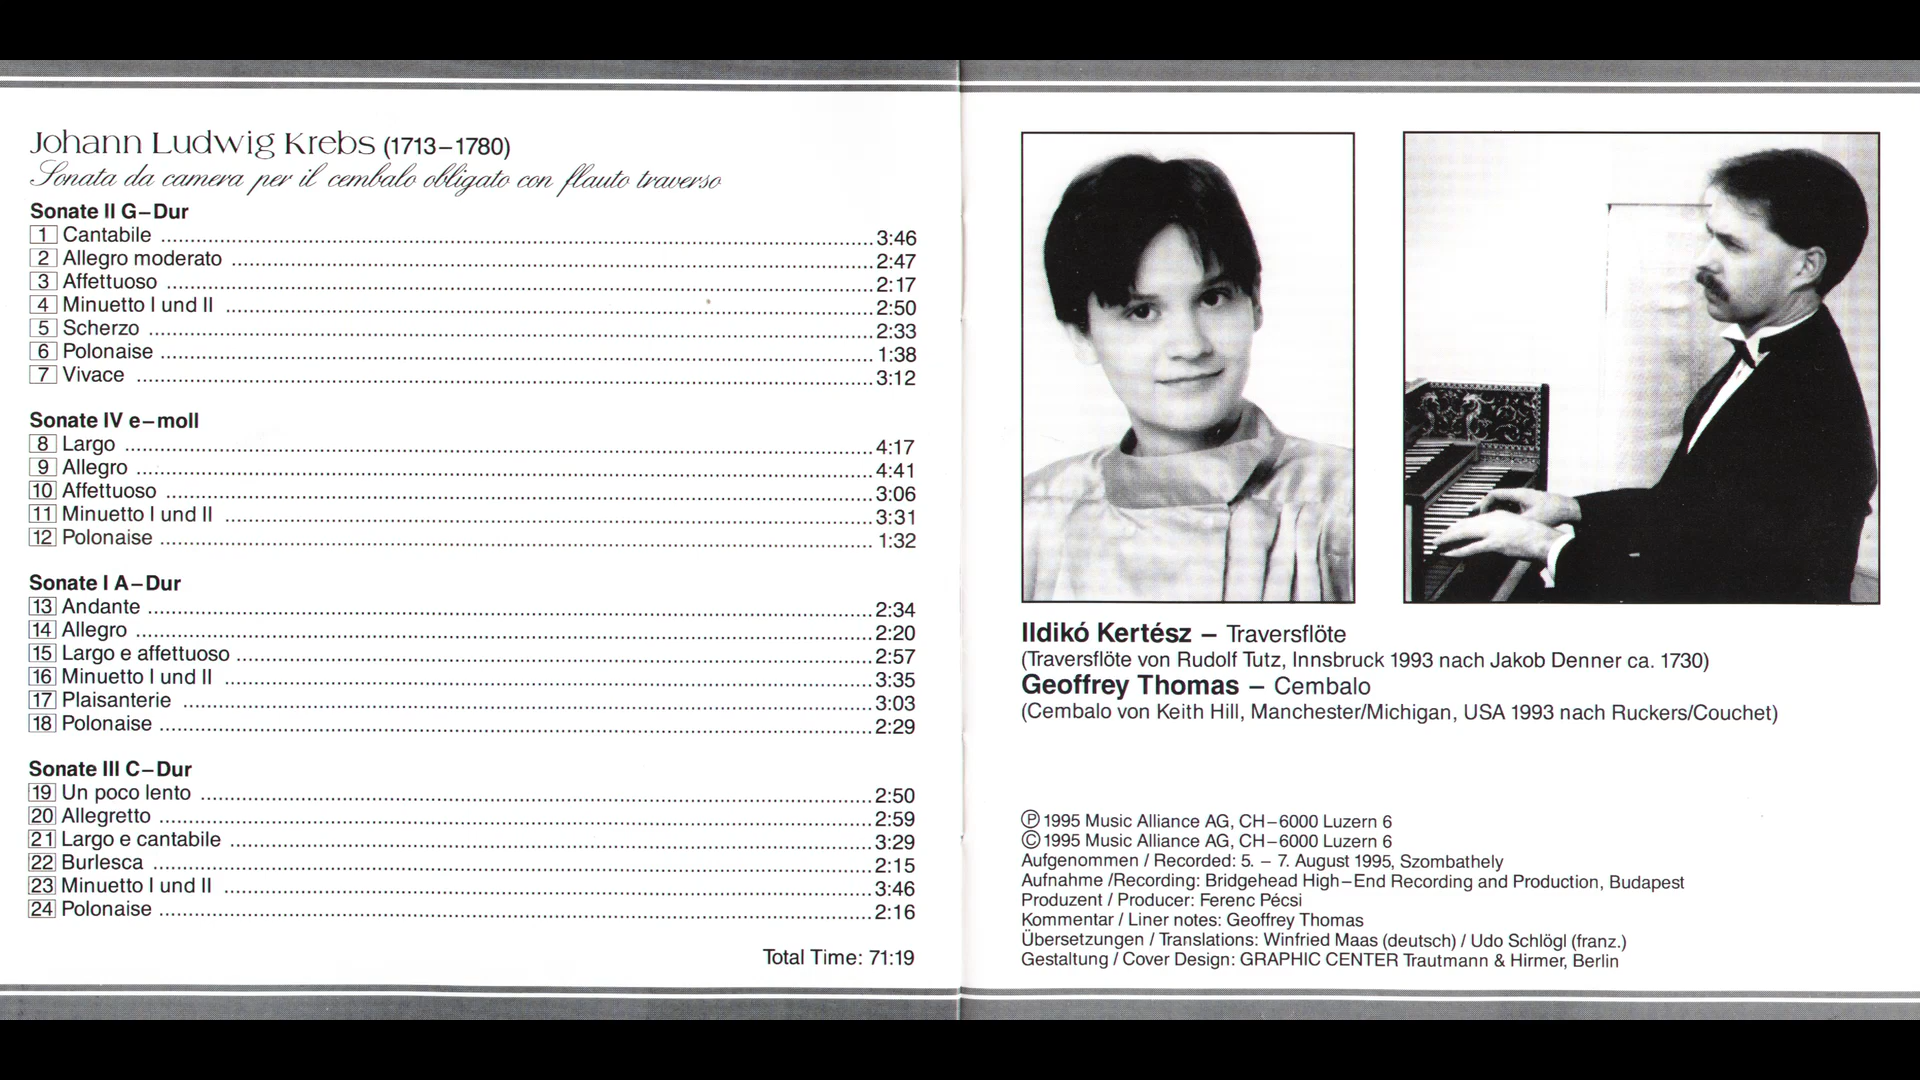 Johann Ludwig Krebs (1713–1780)
Sonata da camera per il cembalo obligato con flauto traverso
Sonate II G–Dur
1 Cantabile 3:46
2 Allegro moderato 2:47
3 Affettuoso 2:17
4 Minuetto I und II 2:50
5 Scherzo 2:33
6 Polonaise 1:38
7 Vivace 3:12
Sonate IV e–moll
8 Largo 4:17
9 Allegro 4:41
10 Affettuoso 3:06
11 Minuetto I und II 3:31
12 Polonaise 1:32
Sonate I A–Dur
13 Andante 2:34
14 Allegro 2:20
15 Largo e affettuoso 2:57
16 Minuetto I und II 3:35
17 Plaisanterie 3:03
18 Polonaise 2:29
Sonate III C–Dur
19 Un poco lento 2:50
20 Allegretto 2:59
21 Largo e cantabile 3:29
22 Burlesca 2:15
23 Minuetto I und II 3:46
24 Polonaise 2:16
Total Time: 71:19
Ildikó Kertész – Traversflöte
(Traversflöte von Rudolf Tutz, Innsbruck 1993 nach Jakob Denner ca. 1730)
Geoffrey Thomas – Cembalo
(Cembalo von Keith Hill, Manchester/Michigan, USA 1993 nach Ruckers/Couchet)
℗ 1995 Music Alliance AG, CH–6000 Luzern 6
© 1995 Music Alliance AG, CH–6000 Luzern 6
Aufgenommen / Recorded: 5. – 7. August 1995, Szombathely
Aufnahme /Recording: Bridgehead High–End Recording and Production, Budapest
Produzent / Producer: Ferenc Pécsi
Kommentar / Liner notes: Geoffrey Thomas
Übersetzungen / Translations: Winfried Maas (deutsch) / Udo Schlögl (franz.)
Gestaltung / Cover Design: GRAPHIC CENTER Trautmann & Hirmer, Berlin